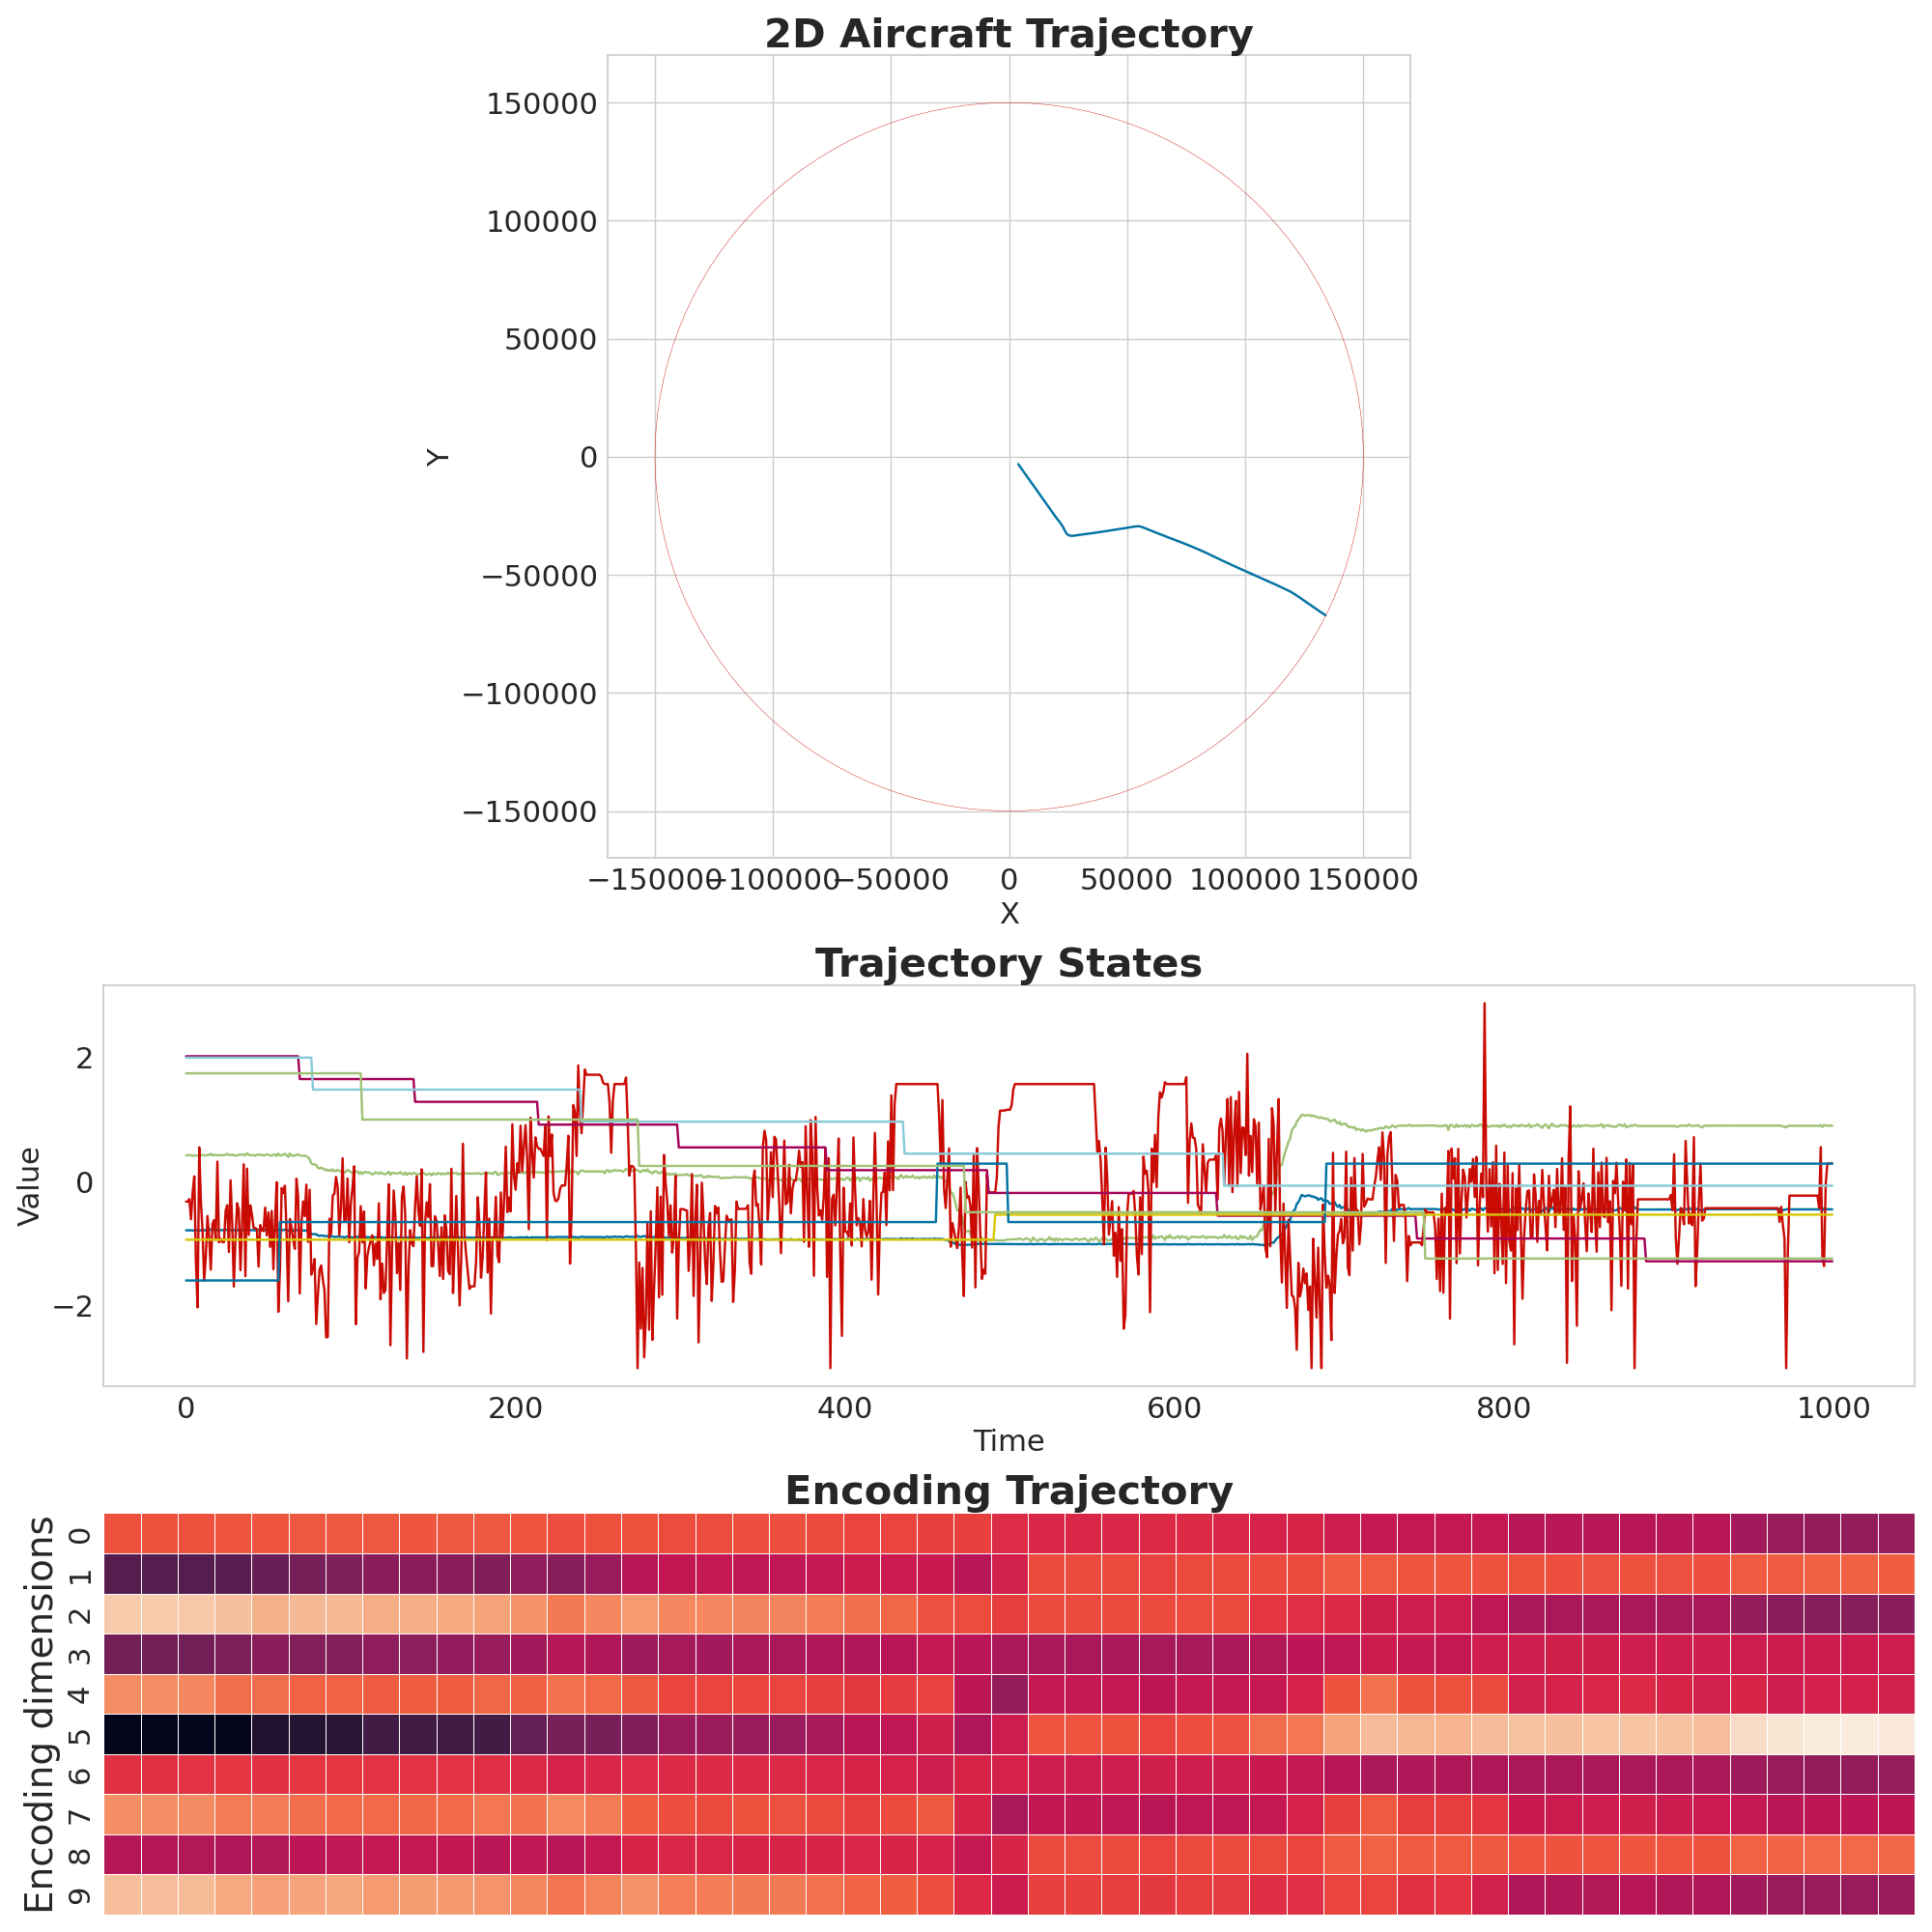 2D Aircraft Trajectory
150000
100000
50000
0
−50000
−100000
−150000
Y
−150000 −100000 −50000 0 50000 100000 150000
X
Trajectory States
2
0
−2
Value
0 200 400 600 800 1000
Time
Encoding Trajectory
Encoding dimensions
0
1
2
3
4
5
6
7
8
9